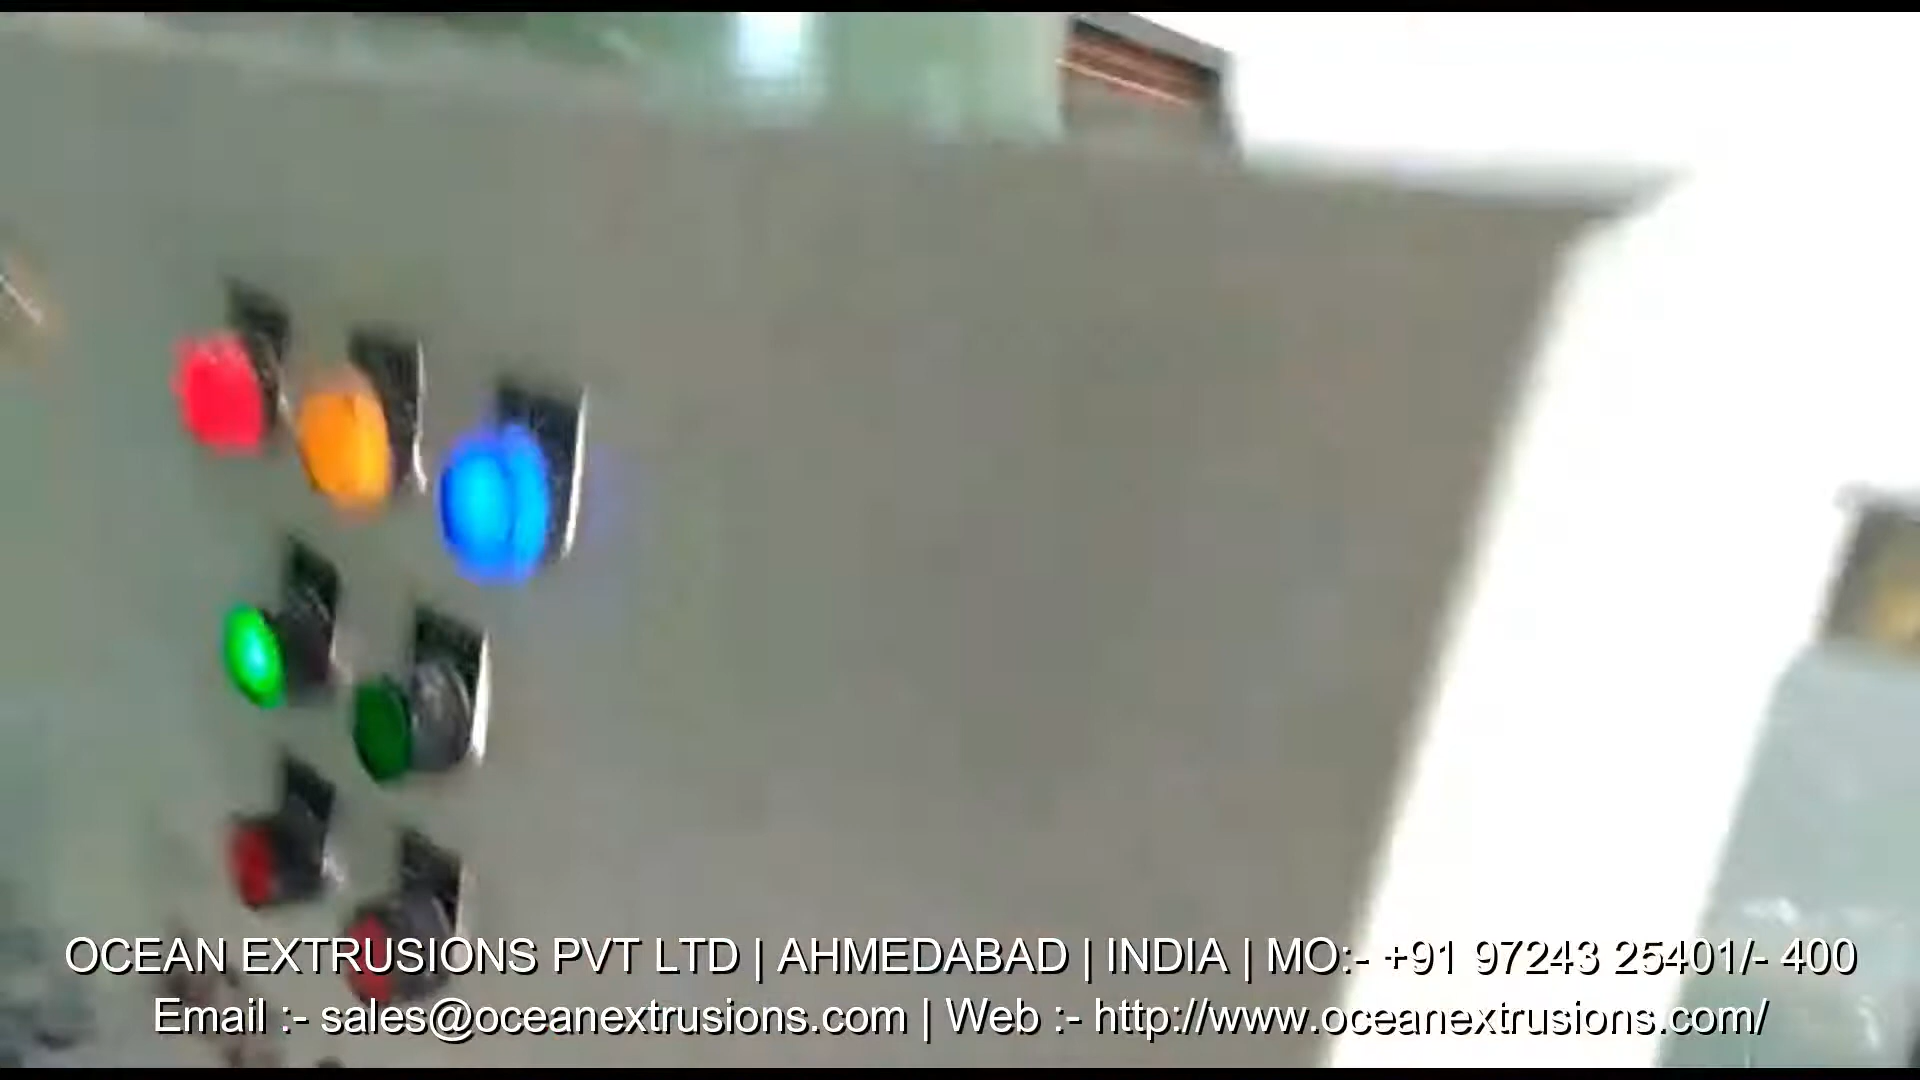 OCEAN EXTRUSIONS PVT LTD | AHMEDABAD | INDIA | MO:- +91 97243 25401/- 400
Email :- sales@oceanextrusions.com | Web :- http://www.oceanextrusions.com/